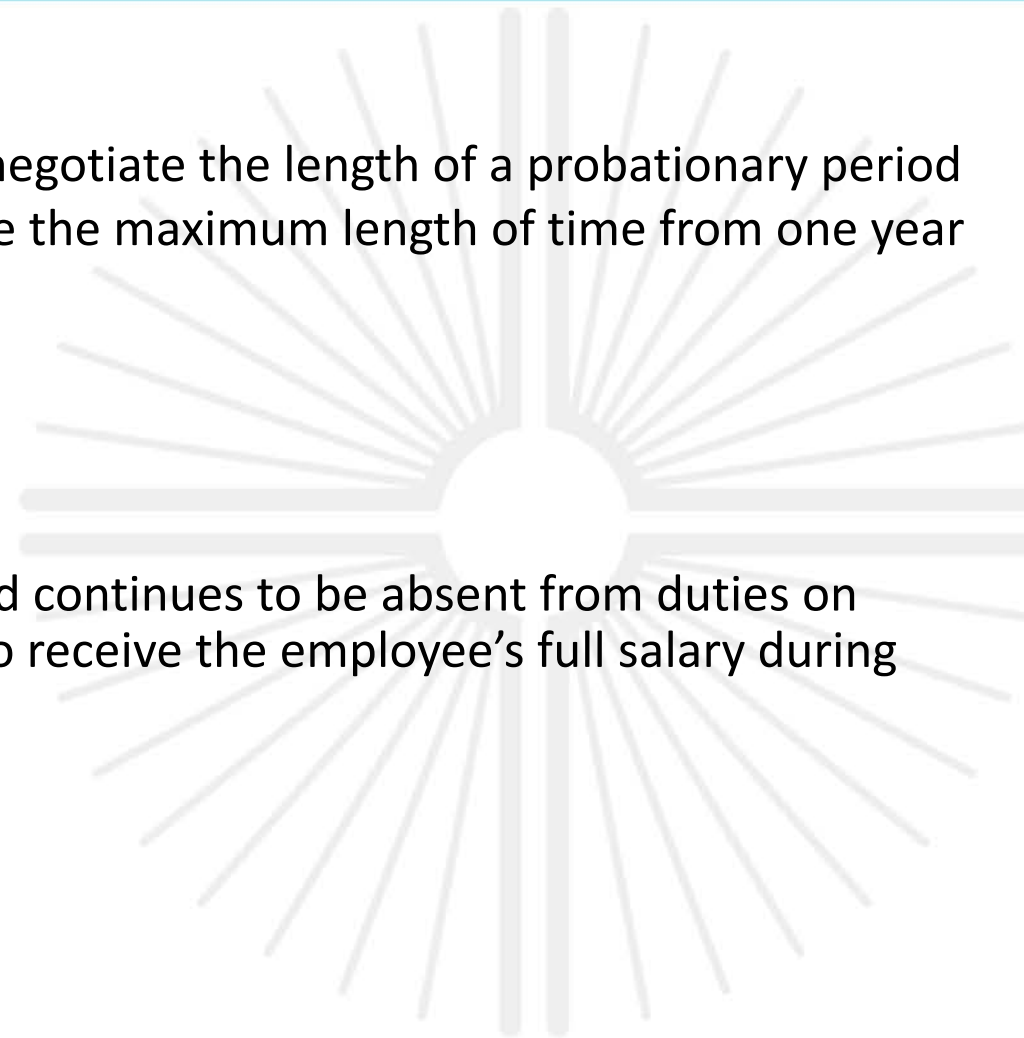 negotiate the length of a probationary period
the maximum length of time from one year
continues to be absent from duties on
receive the employee’s full salary during